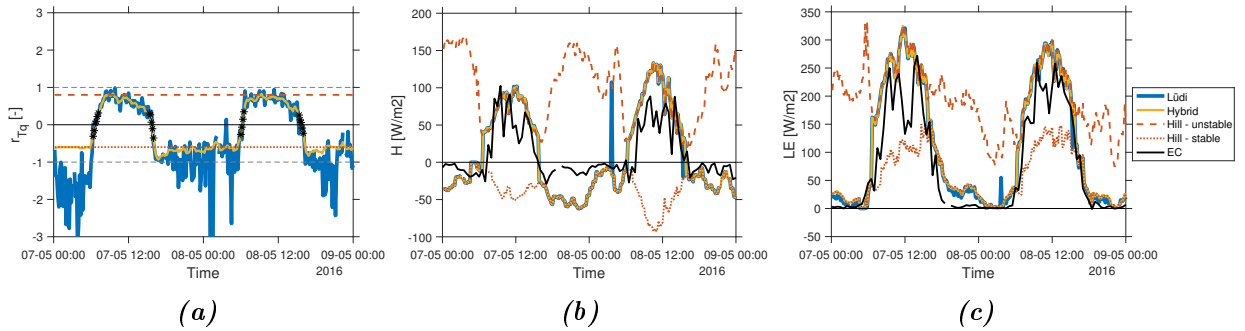 3
2
1
0
-1
-2
-3
r_Tq [-]
07-05 00:00
07-05 12:00
08-05 00:00
08-05 12:00
09-05 00:00
Time
2016
(a)
200
150
100
50
0
-50
-100
H [W/m2]
07-05 00:00
07-05 12:00
08-05 00:00
08-05 12:00
09-05 00:00
Time
2016
(b)
350
300
250
200
150
100
50
0
-50
LE [W/m2]
07-05 00:00
07-05 12:00
08-05 00:00
08-05 12:00
09-05 00:00
Time
2016
(c)
Lüdi
Hybrid
Hill - unstable
Hill - stable
EC